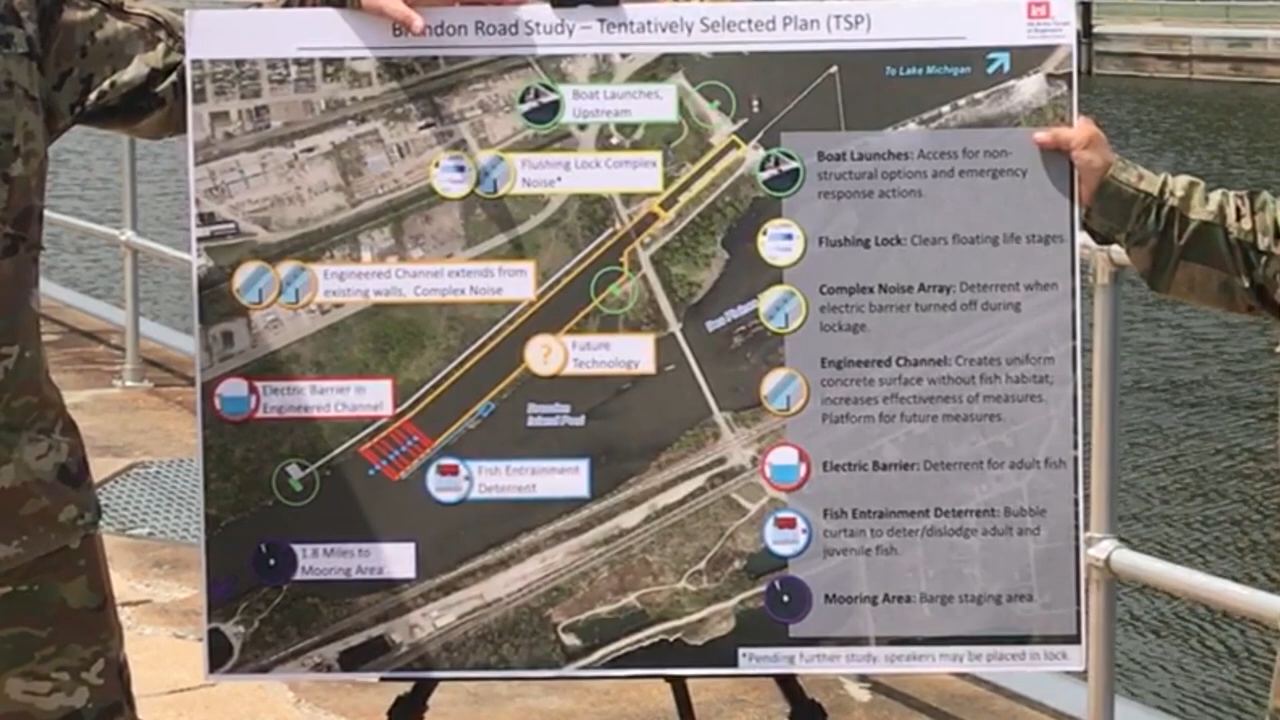 Brandon Road Study – Tentatively Selected Plan (TSP)
To Lake Michigan
Boat Launches,
Upstream
Flushing Lock Complex
Noise*
Engineered Channel extends from
existing walls, Complex Noise
Future
Technology
Electric Barrier in
Engineered Channel
Fish Entrainment
Deterrent
1.8 Miles to
Mooring Area
Boat Launches: Access for non-
structural options and emergency
response actions.
Flushing Lock: Clears floating life stages.
Complex Noise Array: Deterrent when
electric barrier turned off during
lockage.
Engineered Channel: Creates uniform
concrete surface without fish habitat;
increases effectiveness of measures.
Platform for future measures.
Electric Barrier: Deterrent for adult fish
Fish Entrainment Deterrent: Bubble
curtain to deter/dislodge adult and
juvenile fish.
Mooring Area: Barge staging area.
*Pending further study, speakers may be placed in lock.